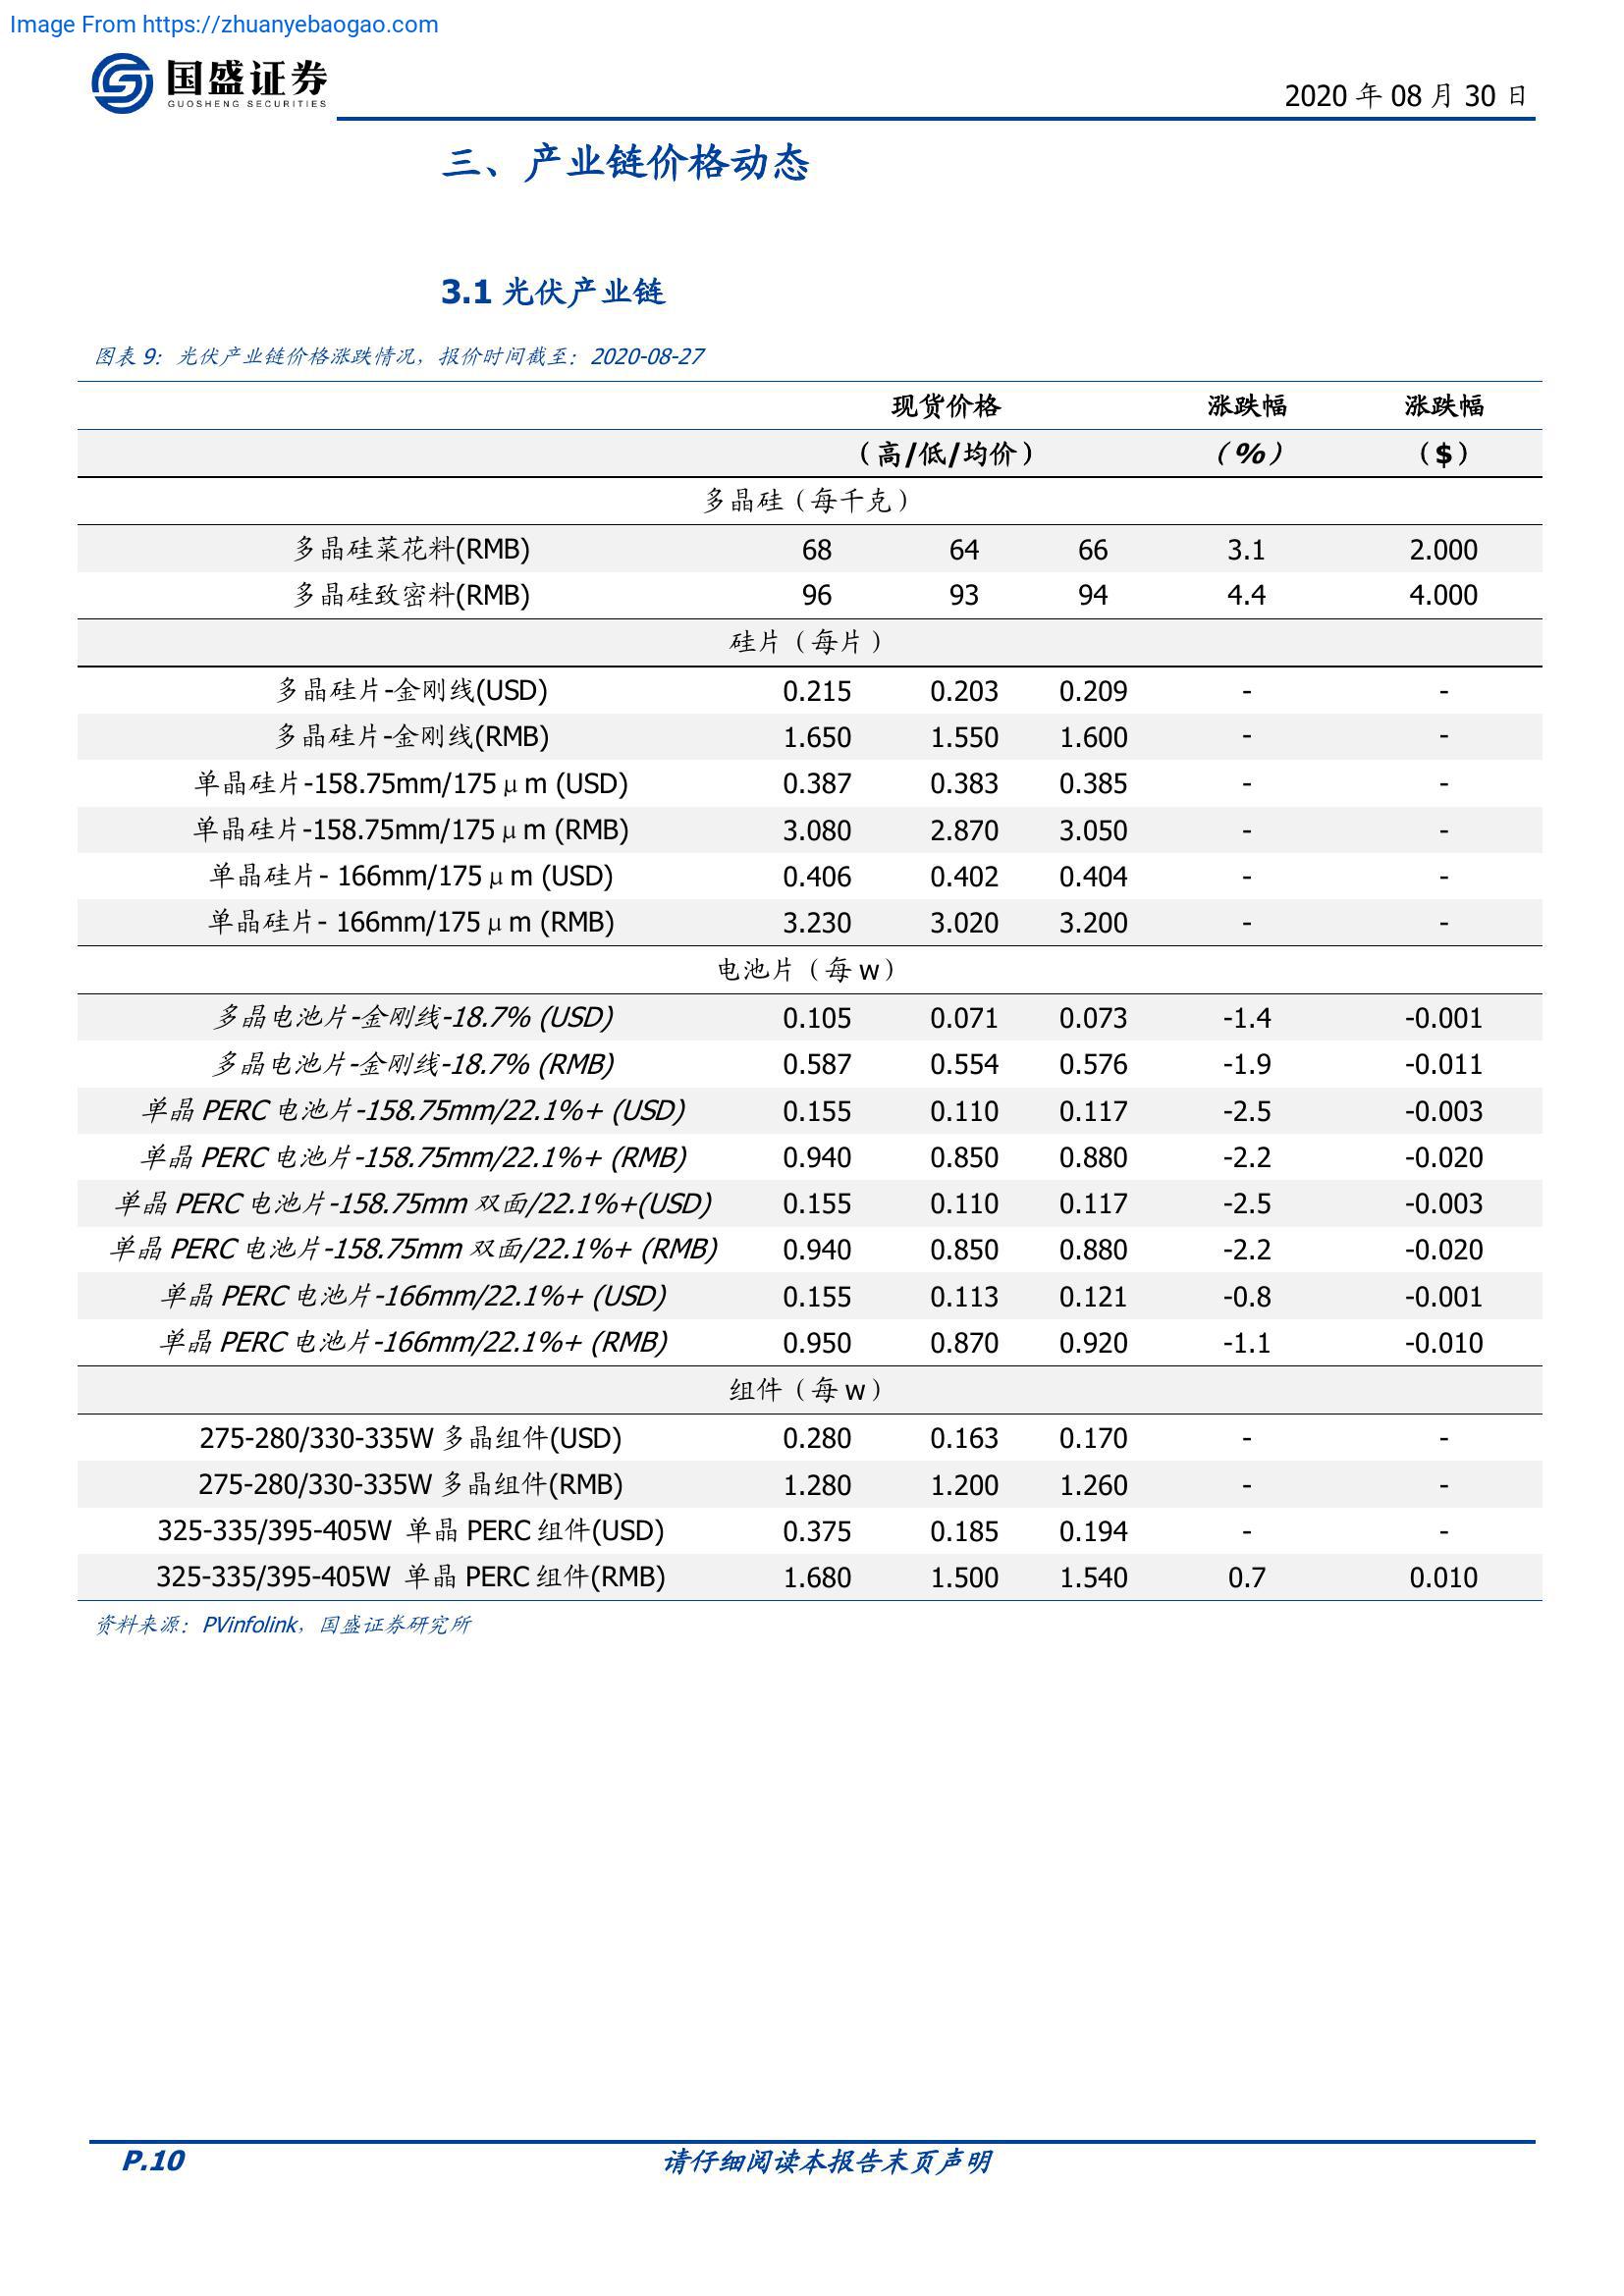 Image From https://zhuanyebaogao.com
国盛证券
GUOSHENG SECURITIES
2020 年 08 月 30 日
三、产业链价格动态
3.1 光伏产业链
图表 9：光伏产业链价格涨跌情况，报价时间截至：2020-08-27
现货价格 涨跌幅 涨跌幅
（高/低/均价） （%） （$）
多晶硅（每千克）
多晶硅菜花料(RMB) 68 64 66 3.1 2.000
多晶硅致密料(RMB) 96 93 94 4.4 4.000
硅片（每片）
多晶硅片-金刚线(USD) 0.215 0.203 0.209 - -
多晶硅片-金刚线(RMB) 1.650 1.550 1.600 - -
单晶硅片-158.75mm/175μm (USD) 0.387 0.383 0.385 - -
单晶硅片-158.75mm/175μm (RMB) 3.080 2.870 3.050 - -
单晶硅片- 166mm/175μm (USD) 0.406 0.402 0.404 - -
单晶硅片- 166mm/175μm (RMB) 3.230 3.020 3.200 - -
电池片（每 w）
多晶电池片-金刚线-18.7% (USD) 0.105 0.071 0.073 -1.4 -0.001
多晶电池片-金刚线-18.7% (RMB) 0.587 0.554 0.576 -1.9 -0.011
单晶 PERC 电池片-158.75mm/22.1%+ (USD) 0.155 0.110 0.117 -2.5 -0.003
单晶 PERC 电池片-158.75mm/22.1%+ (RMB) 0.940 0.850 0.880 -2.2 -0.020
单晶 PERC 电池片-158.75mm 双面/22.1%+(USD) 0.155 0.110 0.117 -2.5 -0.003
单晶 PERC 电池片-158.75mm 双面/22.1%+ (RMB) 0.940 0.850 0.880 -2.2 -0.020
单晶 PERC 电池片-166mm/22.1%+ (USD) 0.155 0.113 0.121 -0.8 -0.001
单晶 PERC 电池片-166mm/22.1%+ (RMB) 0.950 0.870 0.920 -1.1 -0.010
组件（每 w）
275-280/330-335W 多晶组件(USD) 0.280 0.163 0.170 - -
275-280/330-335W 多晶组件(RMB) 1.280 1.200 1.260 - -
325-335/395-405W 单晶 PERC 组件(USD) 0.375 0.185 0.194 - -
325-335/395-405W 单晶 PERC 组件(RMB) 1.680 1.500 1.540 0.7 0.010
资料来源：PVinfolink，国盛证券研究所
P.10 请仔细阅读本报告末页声明